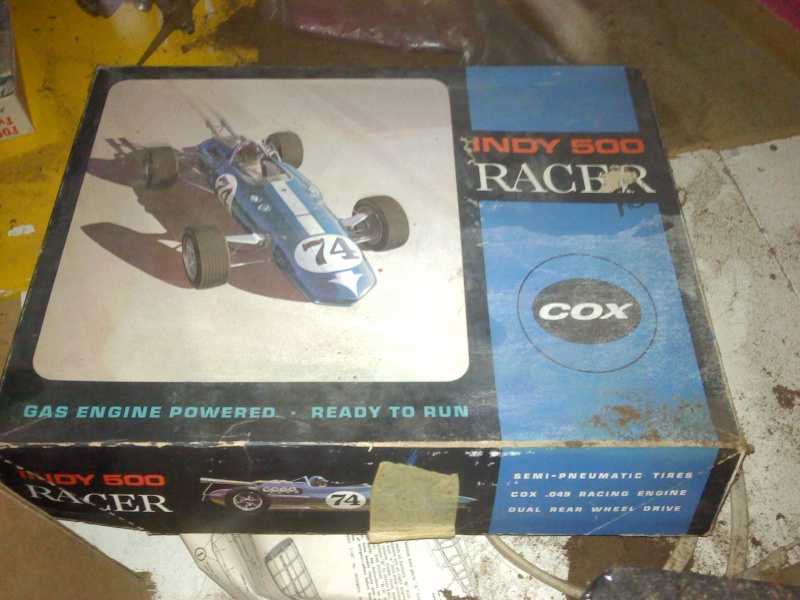 INDY 500
RACER
74
COX
GAS ENGINE POWERED · READY TO RUN
INDY 500
RACER
74
SEMI-PNEUMATIC TIRES
COX .049 RACING ENGINE
DUAL REAR WHEEL DRIVE